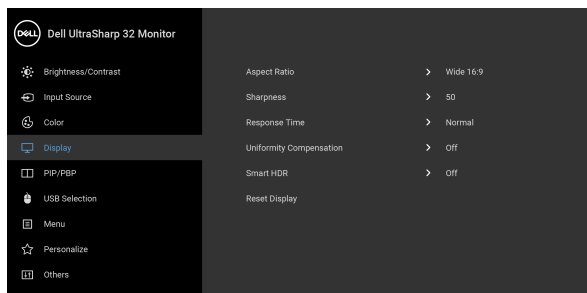 DELL Dell UltraSharp 32 Monitor
Brightness/Contrast
Input Source
Color
Display
PIP/PBP
USB Selection
Menu
Personalize
Others
Aspect Ratio > Wide 16:9
Sharpness > 50
Response Time > Normal
Uniformity Compensation > Off
Smart HDR > Off
Reset Display